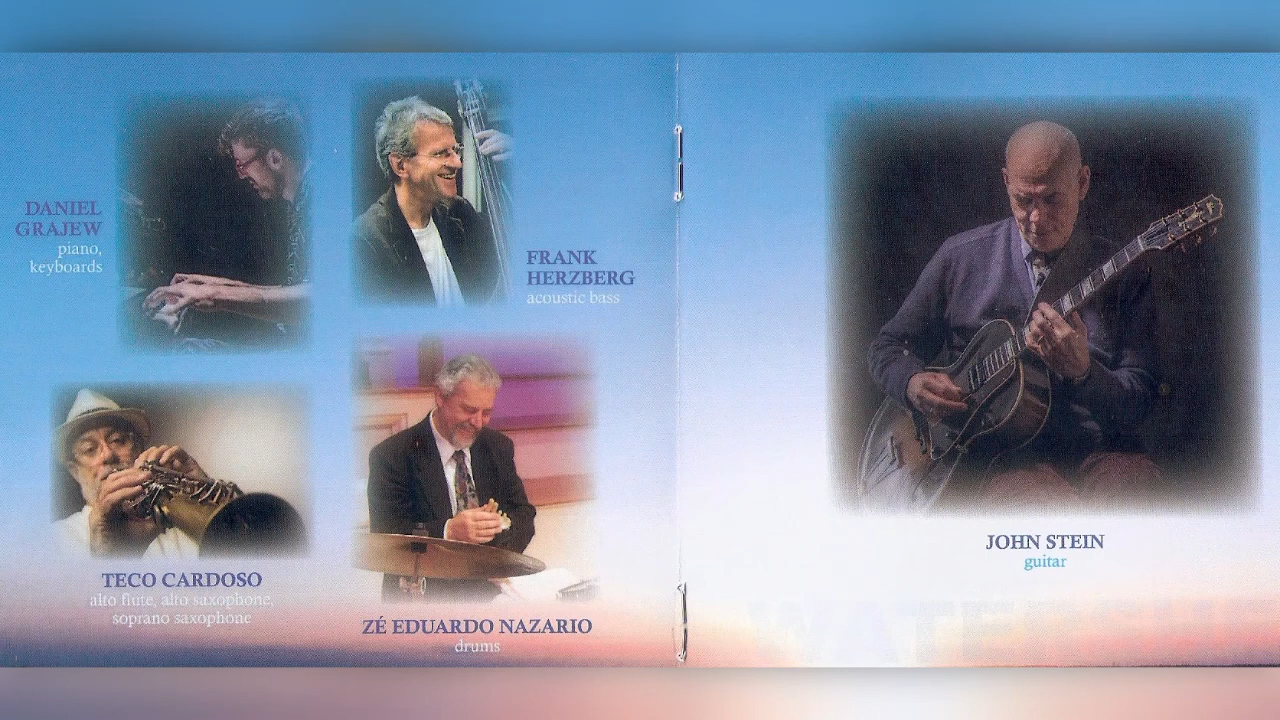 DANIEL
GRAJEW
piano,
keyboards
FRANK
HERZBERG
acoustic bass
TECO CARDOSO
alto flute, alto saxophone,
soprano saxophone
ZÉ EDUARDO NAZARIO
drums
JOHN STEIN
guitar